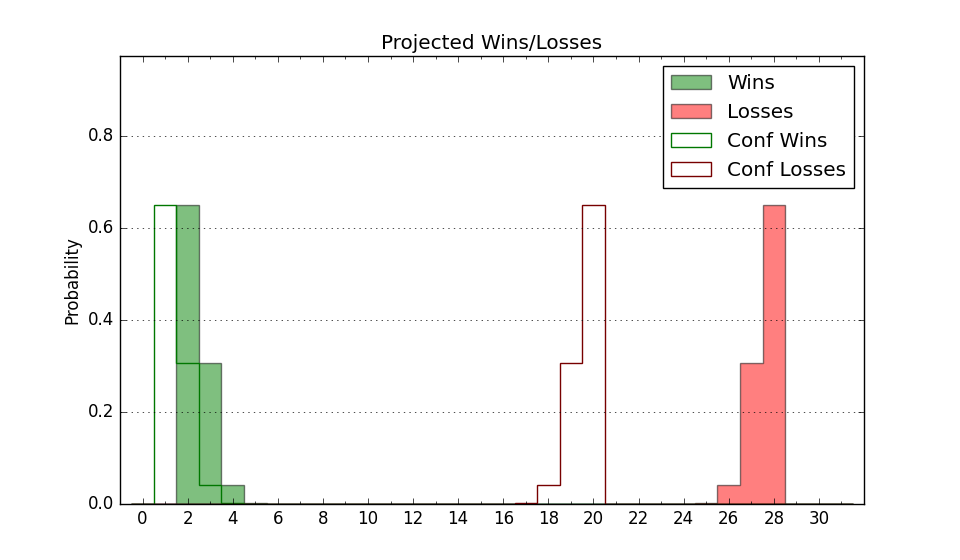 Projected Wins/Losses
Wins
Losses
Conf Wins
Conf Losses
Probability
0.8
0.6
0.4
0.2
0.0
0 2 4 6 8 10 12 14 16 18 20 22 24 26 28 30